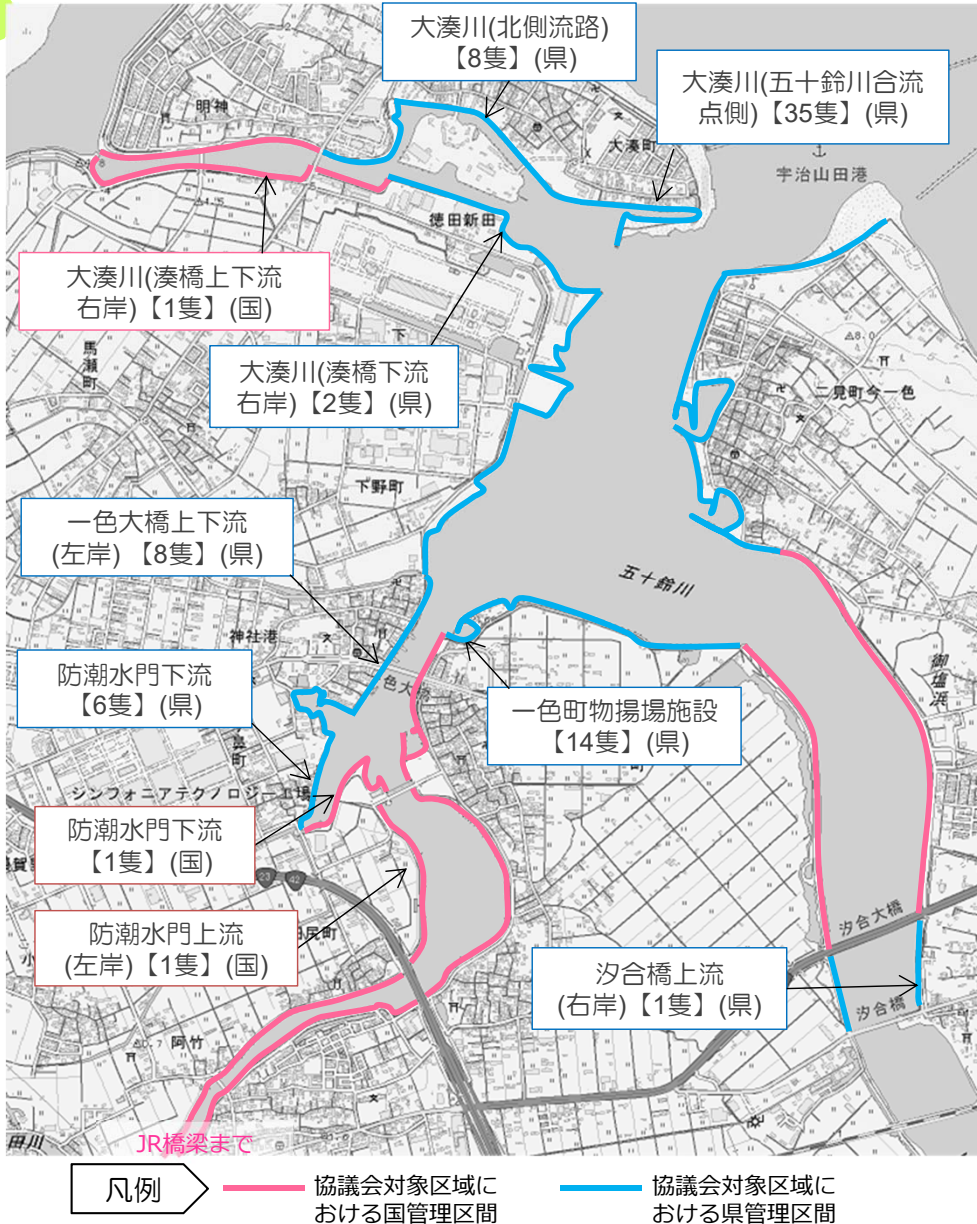 大湊川(北側流路)
【8隻】(県)
大湊川(五十鈴川合流
点側)【35隻】(県)
明神
大湊町
宇治山田港
徳田新田
大湊川(湊橋上下流
右岸)【1隻】(国)
大湊川(湊橋下流
右岸)【2隻】(県)
馬瀬町
二見町今一色
下野町
一色大橋上下流
(左岸)【8隻】(県)
五十鈴川
神社港
色大橋
御塩浜
防潮水門下流
【6隻】(県)
一色町物揚場施設
【14隻】(県)
町
シンフォニアテクノロジー工場
防潮水門下流
【1隻】(国)
23
42
防潮水門上流
(左岸)【1隻】(国)
汐合大橋
汐合橋上流
(右岸)【1隻】(県)
汐合橋
阿竹
JR橋梁まで
田川
凡例
協議会対象区域に
おける国管理区間
協議会対象区域に
おける県管理区間